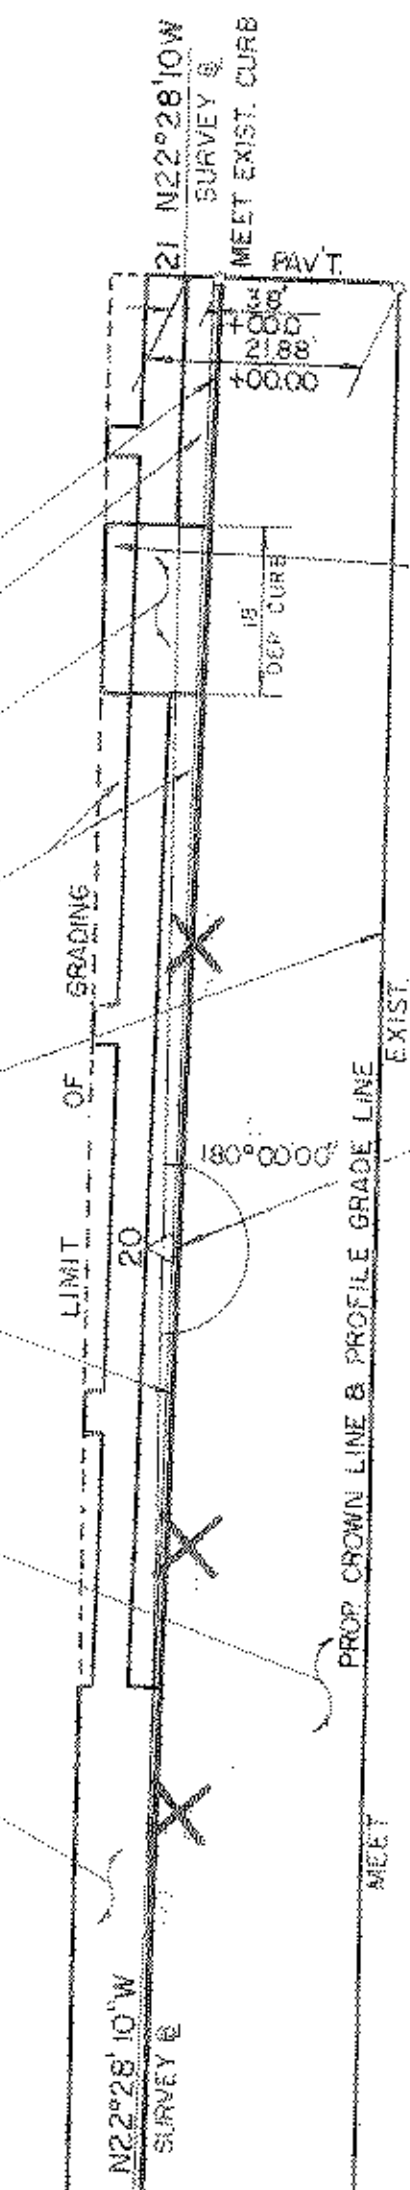 21 N22°28'10"W
SURVEY ℄
MEET EXIST. CURB
PAV'T.
+00.00
21.88'
+00.00
18'
DEP. CURB
LIMIT OF GRADING
180°00'00"
20
EXIST.
PROP. CROWN LINE & PROFILE GRADE LINE
MEET
N22°28'10"W
SURVEY ℄